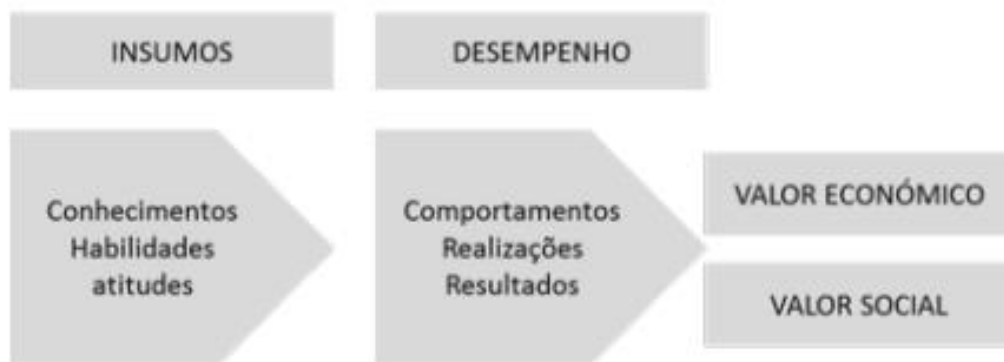 INSUMOS
DESEMPENHO
Conhecimentos
Habilidades
atitudes
Comportamentos
Realizações
Resultados
VALOR ECONÓMICO
VALOR SOCIAL